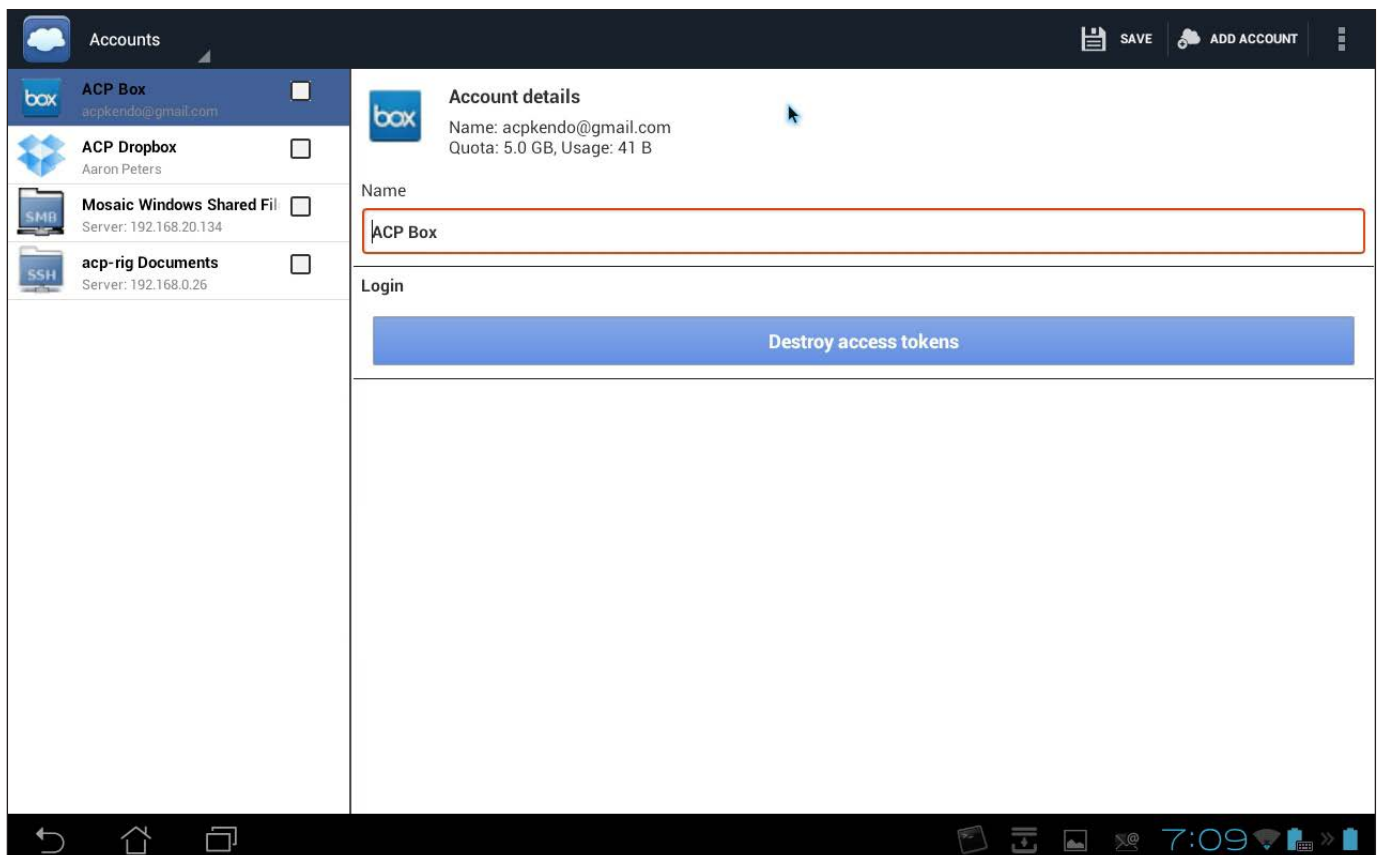 Accounts
SAVE
ADD ACCOUNT
box
ACP Box
acpkendo@gmail.com
ACP Dropbox
Aaron Peters
SMB
Mosaic Windows Shared Fil
Server: 192.168.20.134
SSH
acp-rig Documents
Server: 192.168.0.26
box
Account details
Name: acpkendo@gmail.com
Quota: 5.0 GB, Usage: 41 B
Name
ACP Box
Login
Destroy access tokens
7:09